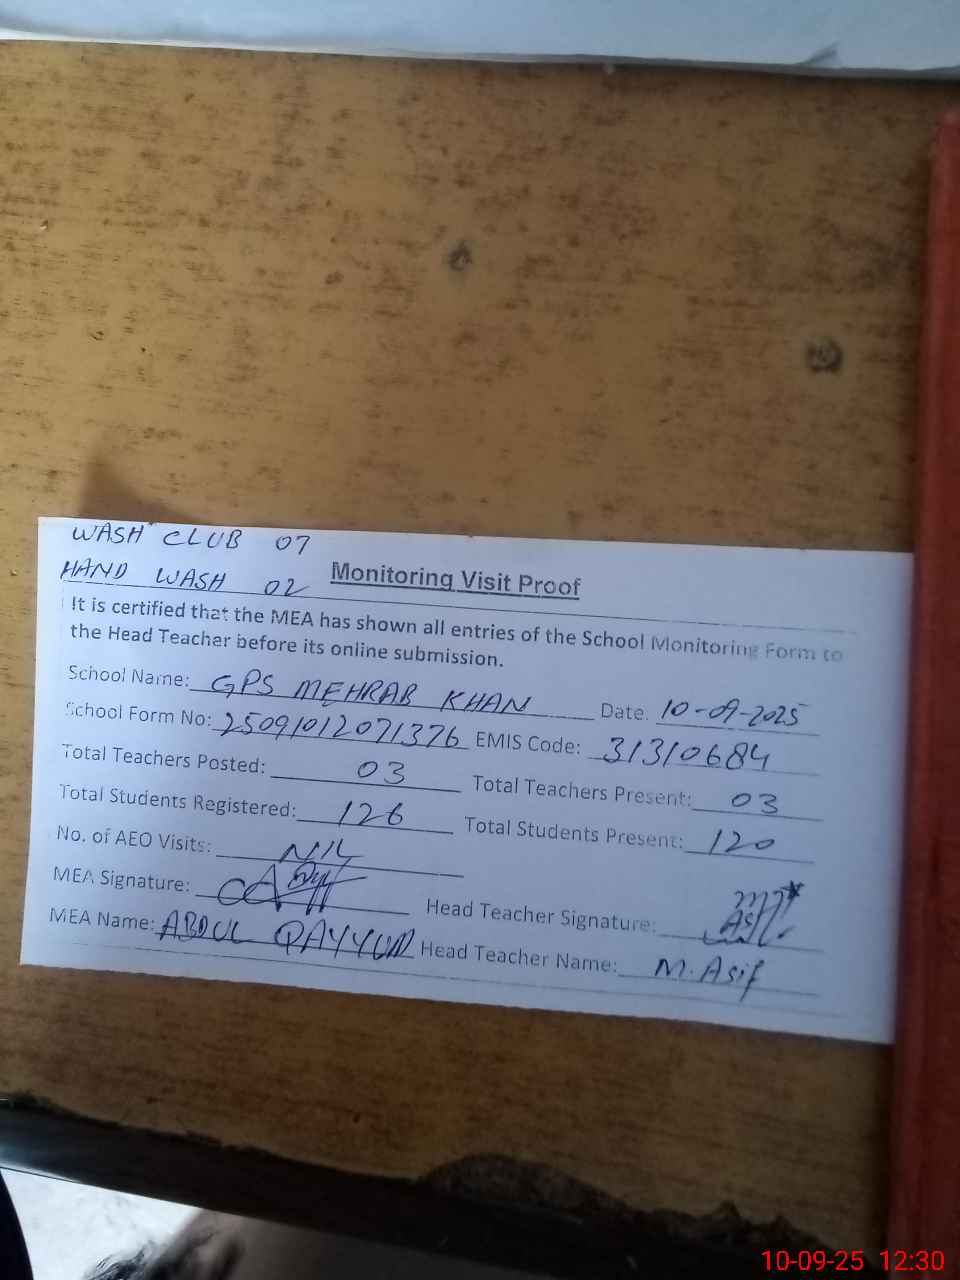 WASH CLUB 07
HAND WASH 02
Monitoring Visit Proof
It is certified that the MEA has shown all entries of the School Monitoring Form to
the Head Teacher before its online submission.
School Name: GPS MEHRAB KHAN Date. 10-09-2025
School Form No: 25091012071376 EMIS Code: 31310684
Total Teachers Posted: 03 Total Teachers Present: 03
Total Students Registered: 126 Total Students Present: 120
No. of AEO Visits: NIL
MEA Signature: Head Teacher Signature:
MEA Name: ABDUL QAYYUM Head Teacher Name: M. Asif
10-09-25 12:30